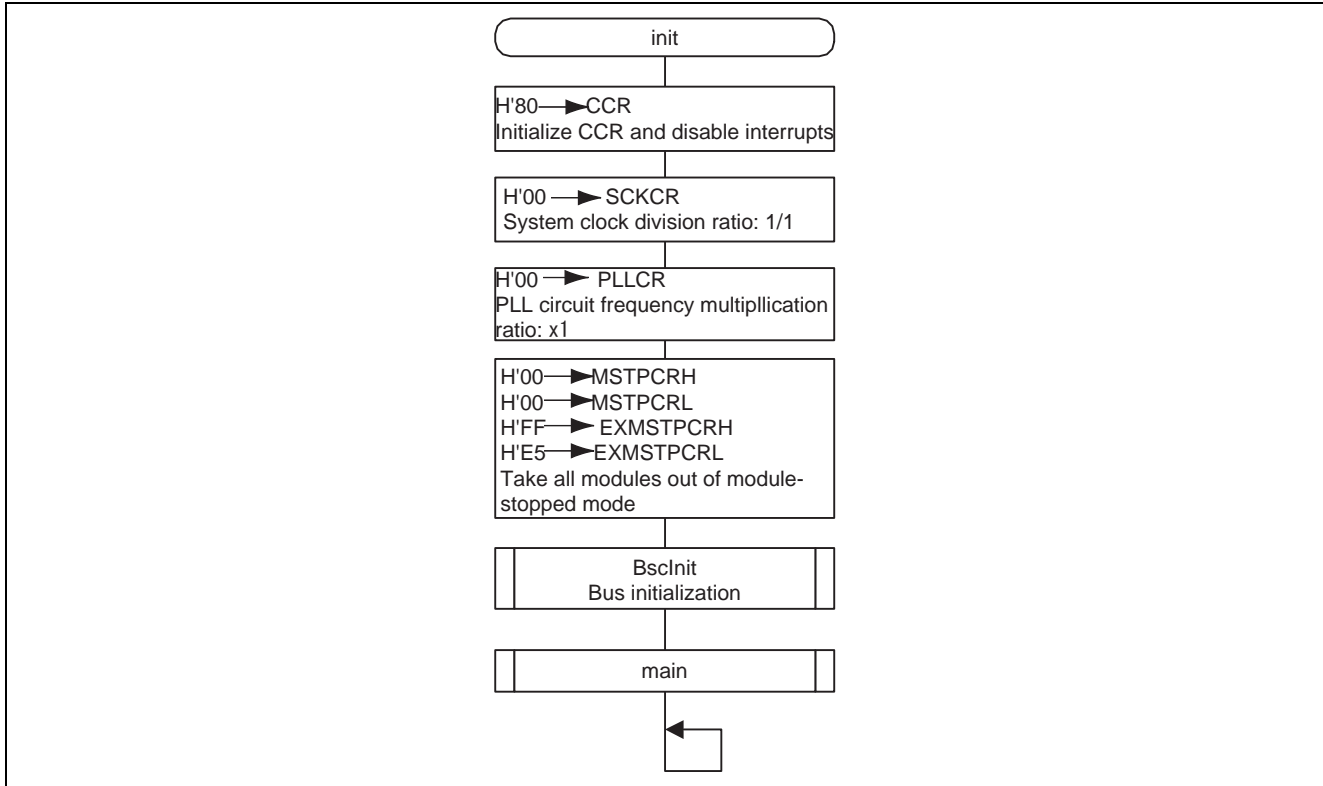 init
H'80→CCR
Initialize CCR and disable interrupts
H'00→SCKCR
System clock division ratio: 1/1
H'00→PLLCR
PLL circuit frequency multipllication
ratio: x1
H'00→MSTPCRH
H'00→MSTPCRL
H'FF→EXMSTPCRH
H'E5→EXMSTPCRL
Take all modules out of module-
stopped mode
BscInit
Bus initialization
main